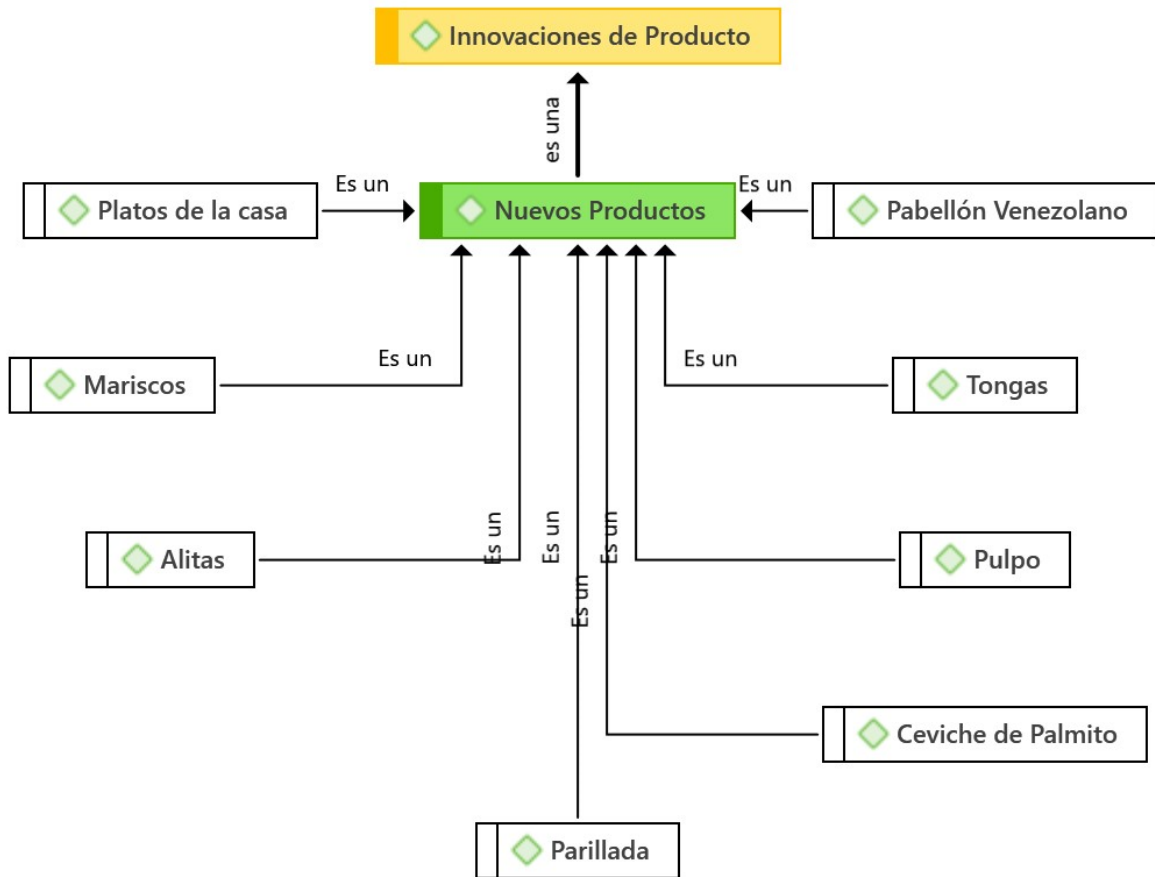 Innovaciones de Producto
es una
Platos de la casa
Es un
Nuevos Productos
Es un
Pabellón Venezolano
Mariscos
Es un
Es un
Tongas
Alitas
Es un
Es un
Es un
Es un
Pulpo
Ceviche de Palmito
Parillada